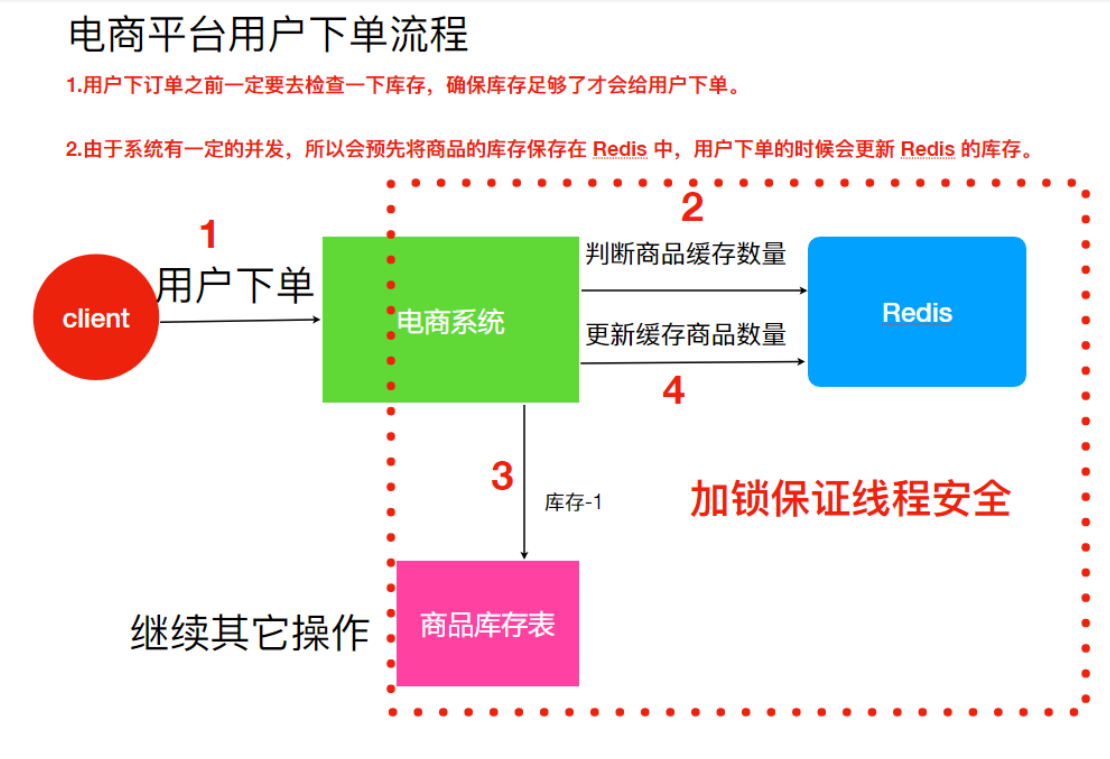 电商平台用户下单流程
1.用户下订单之前一定要去检查一下库存，确保库存足够了才会给用户下单。
2.由于系统有一定的并发，所以会预先将商品的库存保存在 Redis 中，用户下单的时候会更新 Redis 的库存。
2
1
判断商品缓存数量
用户下单
client
电商系统
Redis
更新缓存商品数量
4
3
库存-1
加锁保证线程安全
继续其它操作
商品库存表